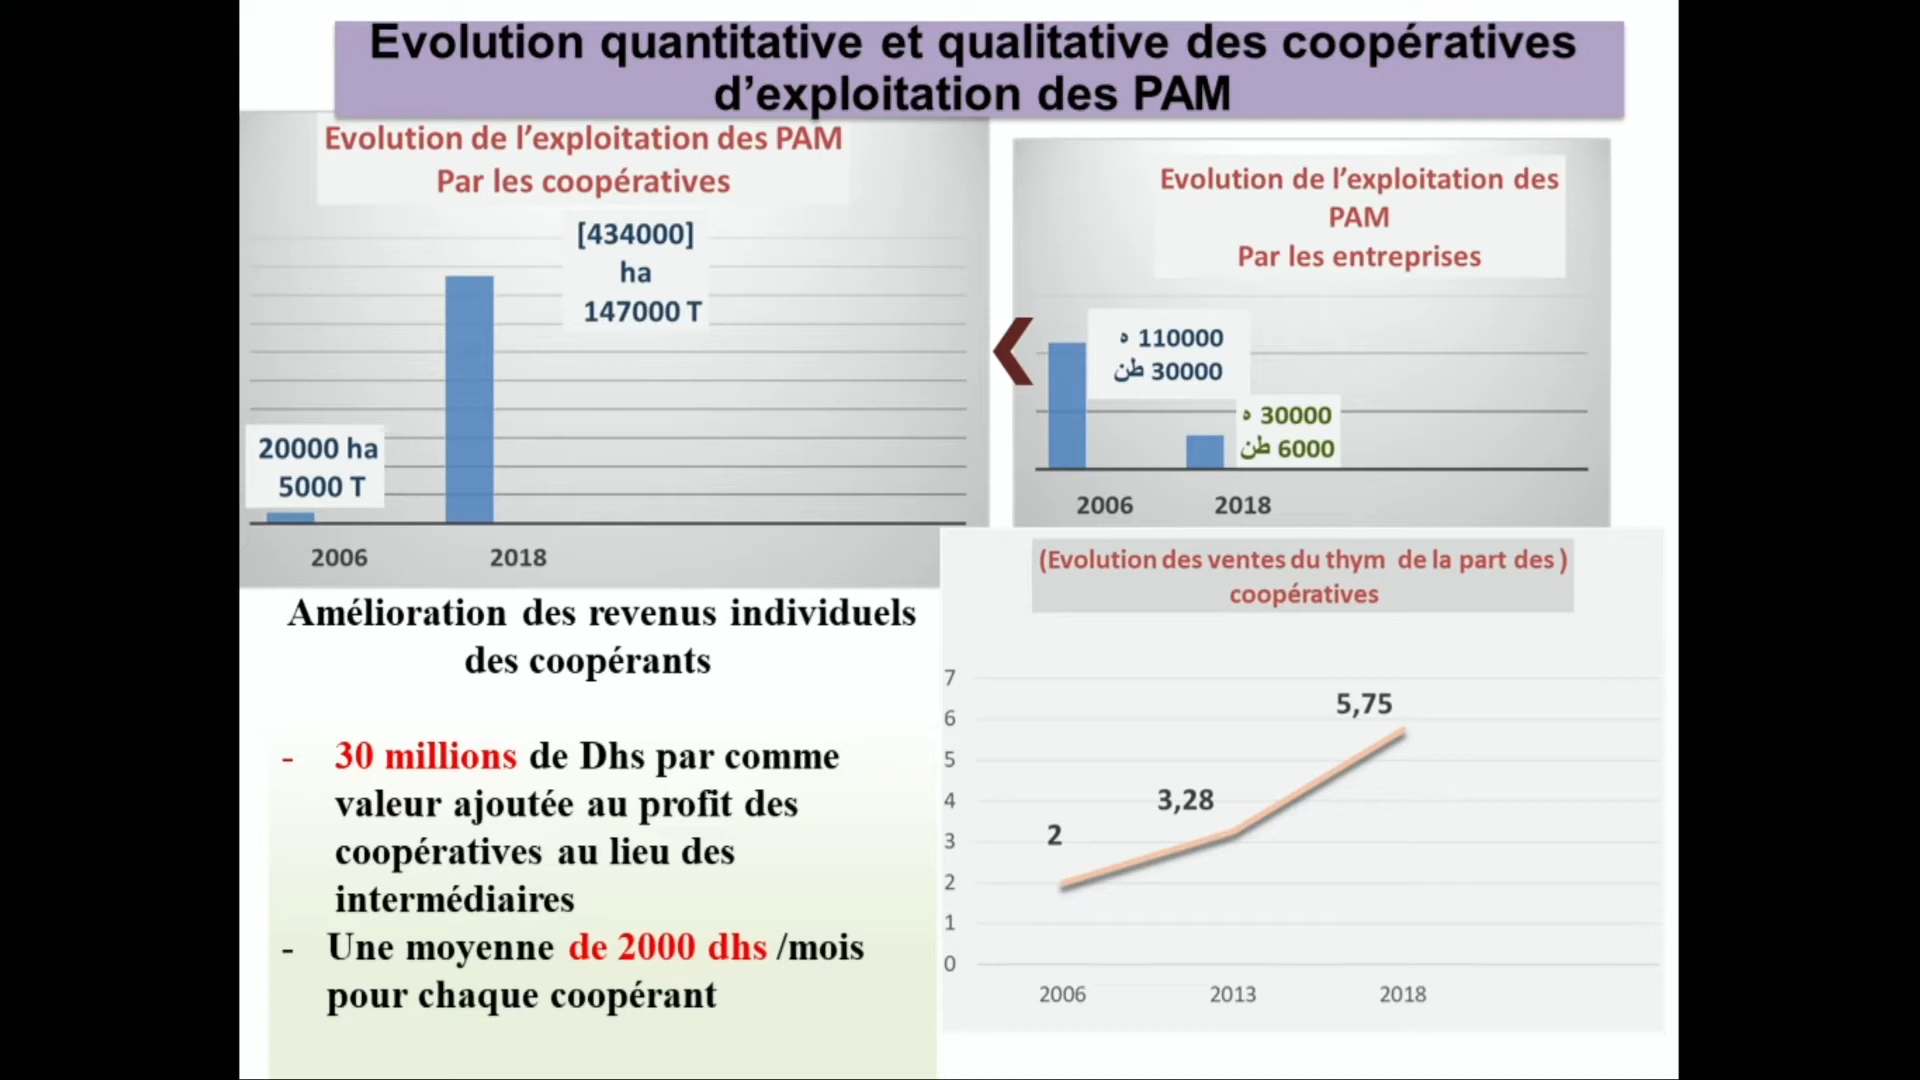 Evolution quantitative et qualitative des coopératives
d’exploitation des PAM
Evolution de l’exploitation des PAM
Par les coopératives
[434000]
ha
147000 T
20000 ha
5000 T
2006
2018
Evolution de l’exploitation des
PAM
Par les entreprises
110000 ه
30000 طن
30000 ه
6000 طن
2006
2018
Amélioration des revenus individuels
des coopérants
- 30 millions de Dhs par comme
valeur ajoutée au profit des
coopératives au lieu des
intermédiaires
- Une moyenne de 2000 dhs /mois
pour chaque coopérant
(Evolution des ventes du thym de la part des )
coopératives
7
6
5
4
3
2
1
0
2
3,28
5,75
2006
2013
2018